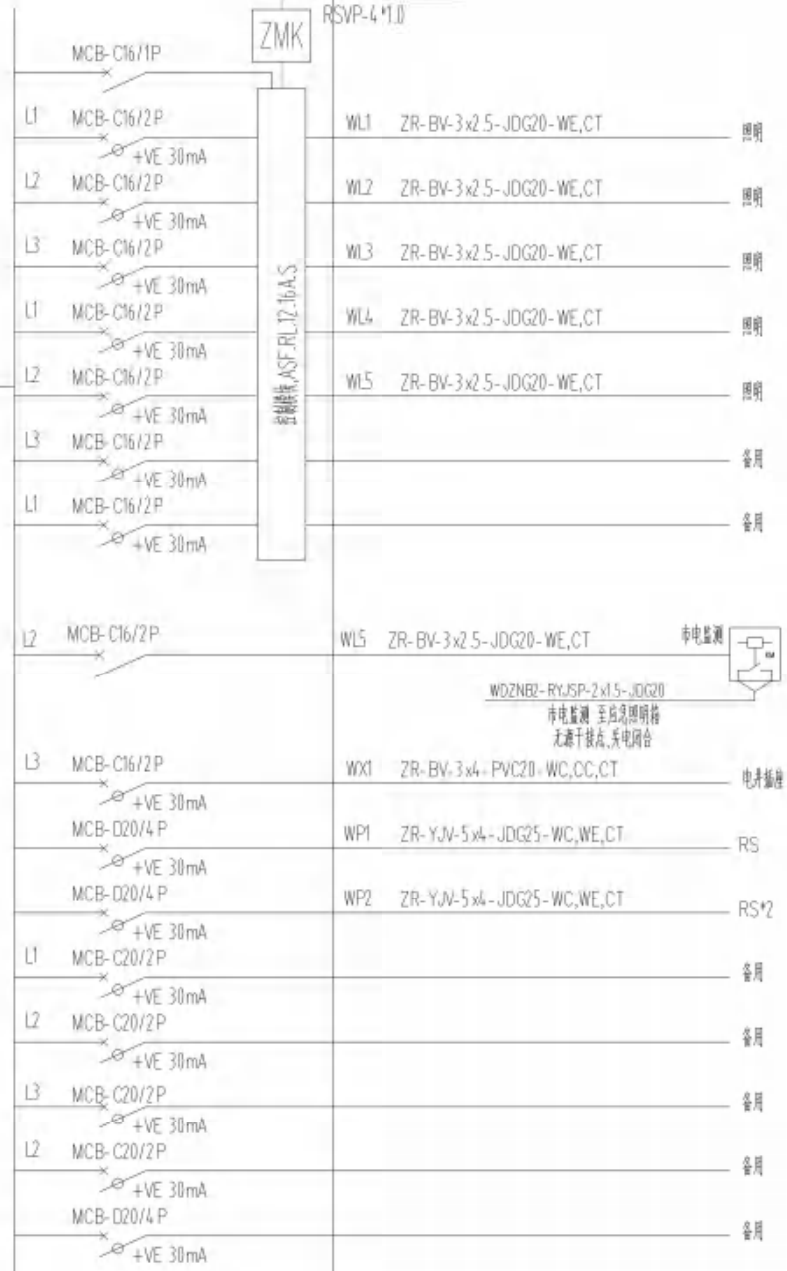 RSVP-4*1.0
ZMK
MCB-C16/1P
L1 MCB-C16/2P WL1 ZR-BV-3x2.5-JDG20-WE,CT 照明
+VE 30mA
L2 MCB-C16/2P WL2 ZR-BV-3x2.5-JDG20-WE,CT 照明
+VE 30mA
L3 MCB-C16/2P WL3 ZR-BV-3x2.5-JDG20-WE,CT 照明
+VE 30mA
L1 MCB-C16/2P WL4 ZR-BV-3x2.5-JDG20-WE,CT 照明
+VE 30mA
L2 MCB-C16/2P WL5 ZR-BV-3x2.5-JDG20-WE,CT 照明
+VE 30mA
L3 MCB-C16/2P 备用
+VE 30mA
L1 MCB-C16/2P 备用
+VE 30mA
控制模块,ASF.RL.12.16A.S.
L2 MCB-C16/2P WL5 ZR-BV-3x2.5-JDG20-WE,CT 市电监测
KM
WDZNB2-RYJSP-2x1.5-JDG20
市电监测 至应急照明箱
无源干接点,失电闭合
L3 MCB-C16/2P WX1 ZR-BV-3x4-PVC20-WC,CC,CT 电井插座
+VE 30mA
MCB-D20/4P WP1 ZR-YJV-5x4-JDG25-WC,WE,CT RS
+VE 30mA
MCB-D20/4P WP2 ZR-YJV-5x4-JDG25-WC,WE,CT RS*2
+VE 30mA
L1 MCB-C20/2P 备用
+VE 30mA
L2 MCB-C20/2P 备用
+VE 30mA
L3 MCB-C20/2P 备用
+VE 30mA
L2 MCB-C20/2P 备用
+VE 30mA
MCB-D20/4P 备用
+VE 30mA